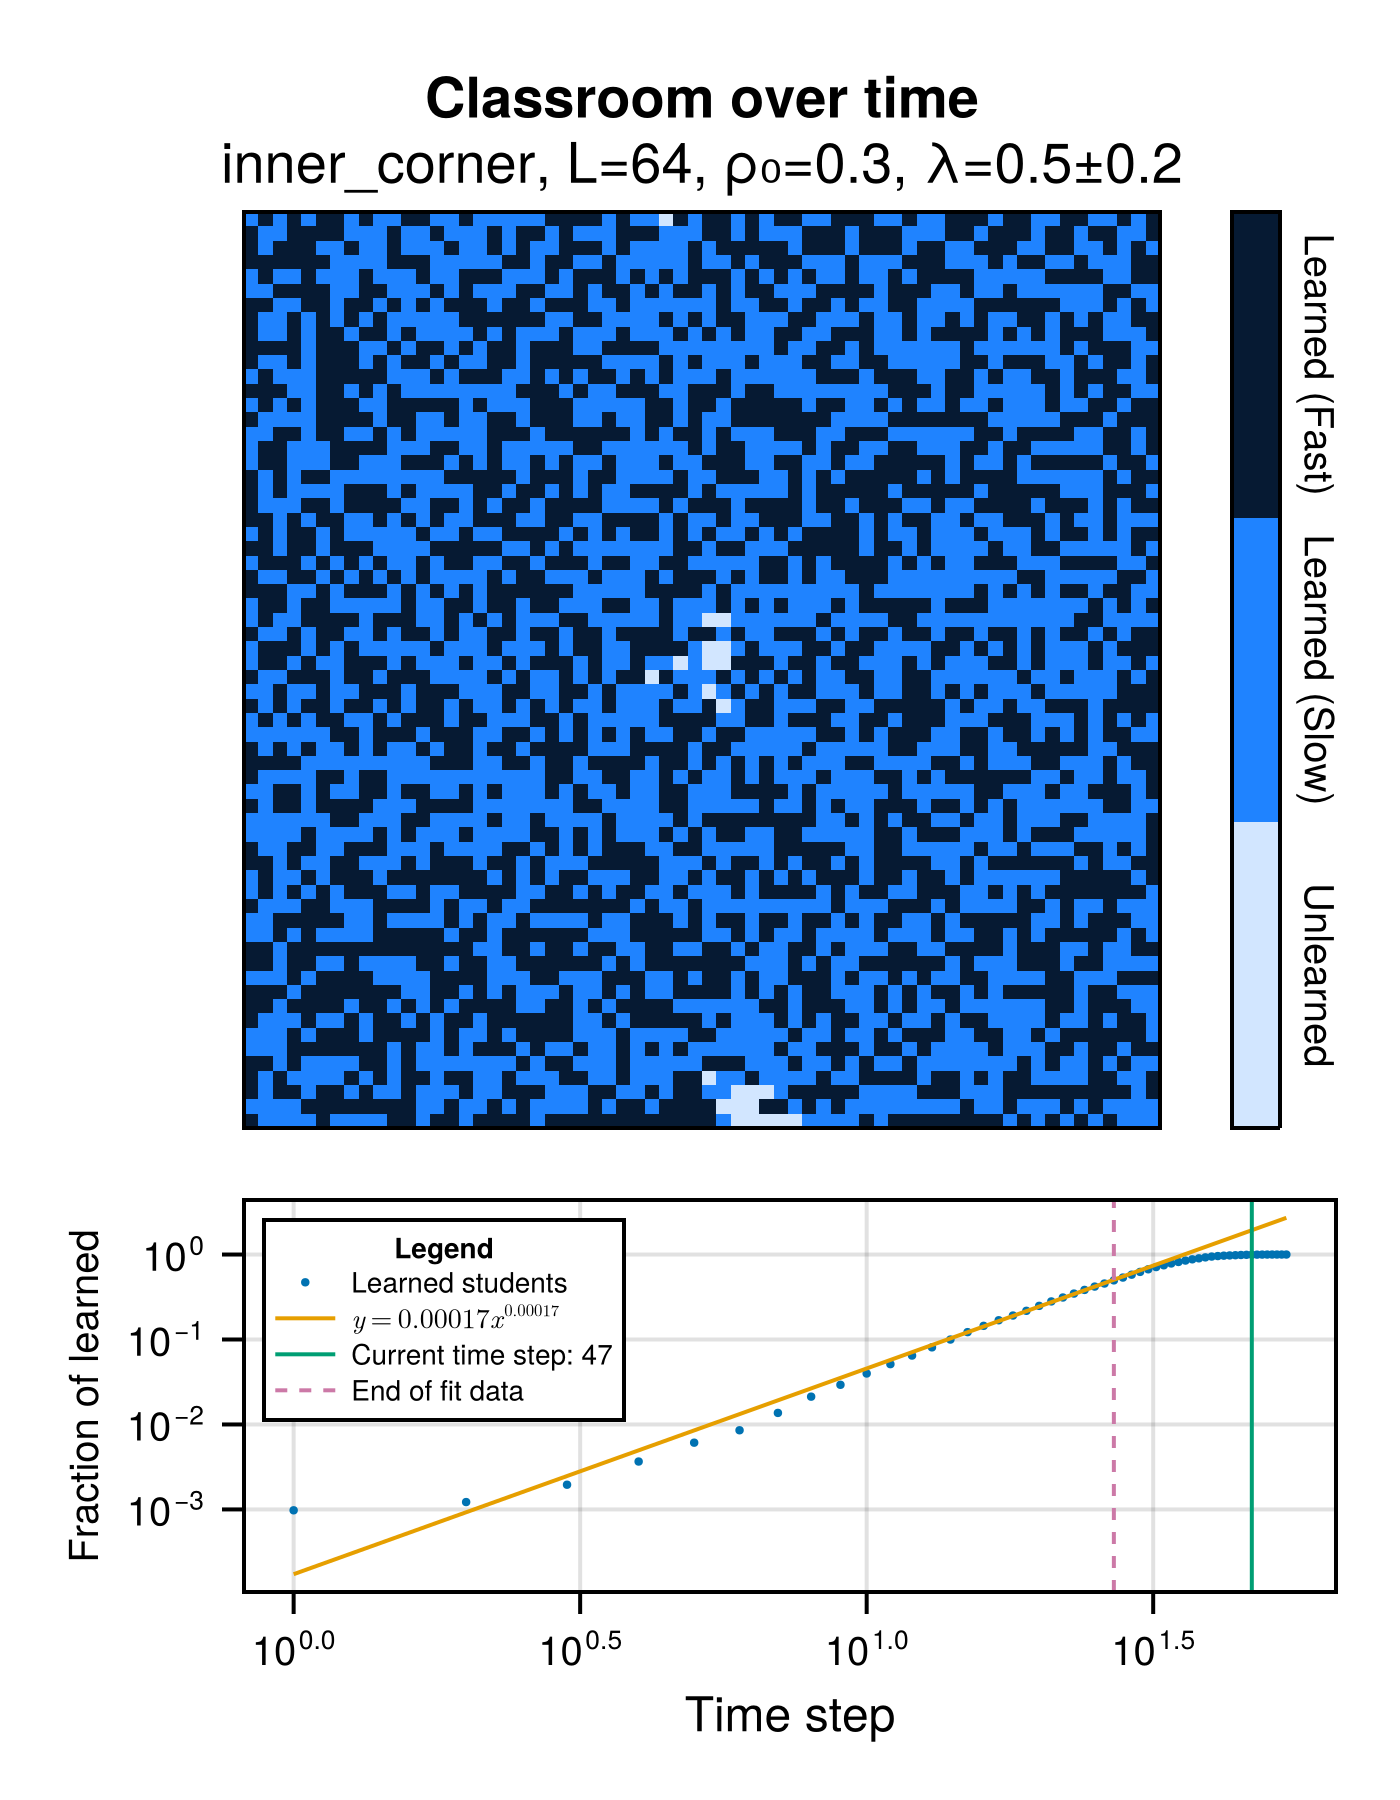 Classroom over time
inner_corner, L=64, ρ₀=0.3, λ=0.5±0.2
Learned (Fast)
Learned (Slow)
Unlearned
Fraction of learned
10⁰
10⁻¹
10⁻²
10⁻³
Legend
Learned students
y = 0.00017x^0.00017
Current time step: 47
End of fit data
10^0.0
10^0.5
10^1.0
10^1.5
Time step